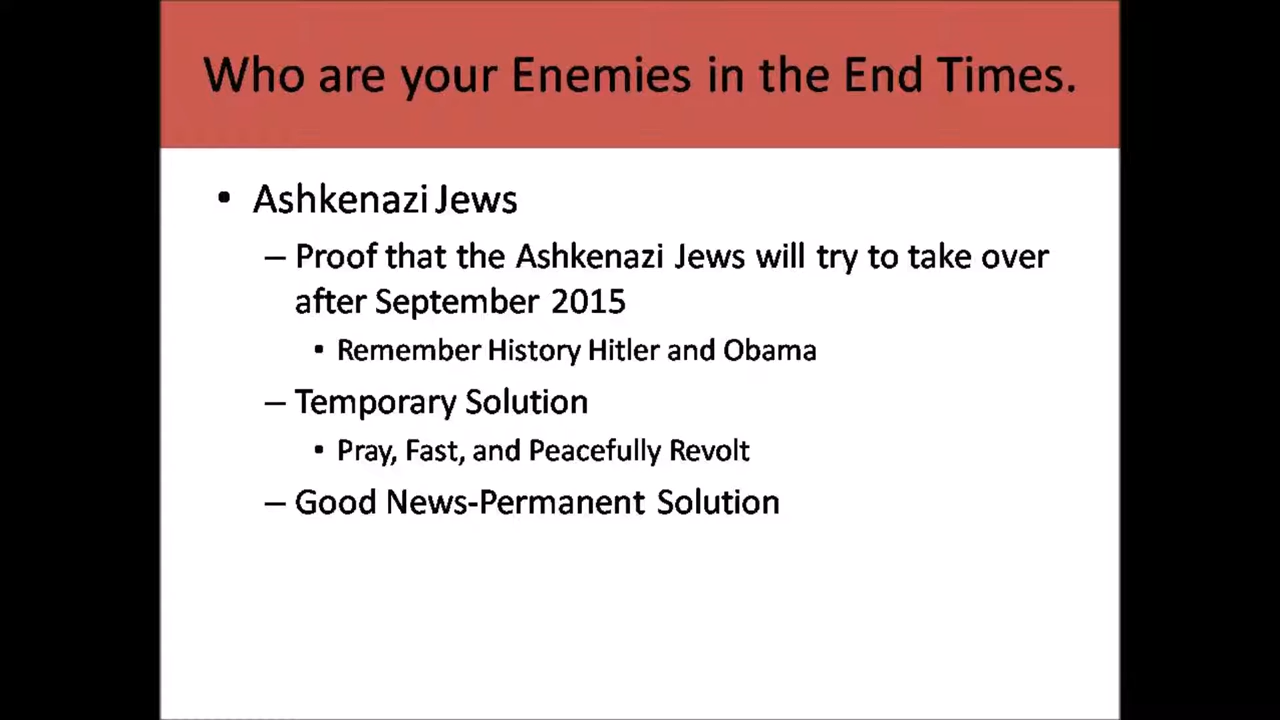 Who are your Enemies in the End Times.
• Ashkenazi Jews
– Proof that the Ashkenazi Jews will try to take over
after September 2015
• Remember History Hitler and Obama
– Temporary Solution
• Pray, Fast, and Peacefully Revolt
– Good News-Permanent Solution